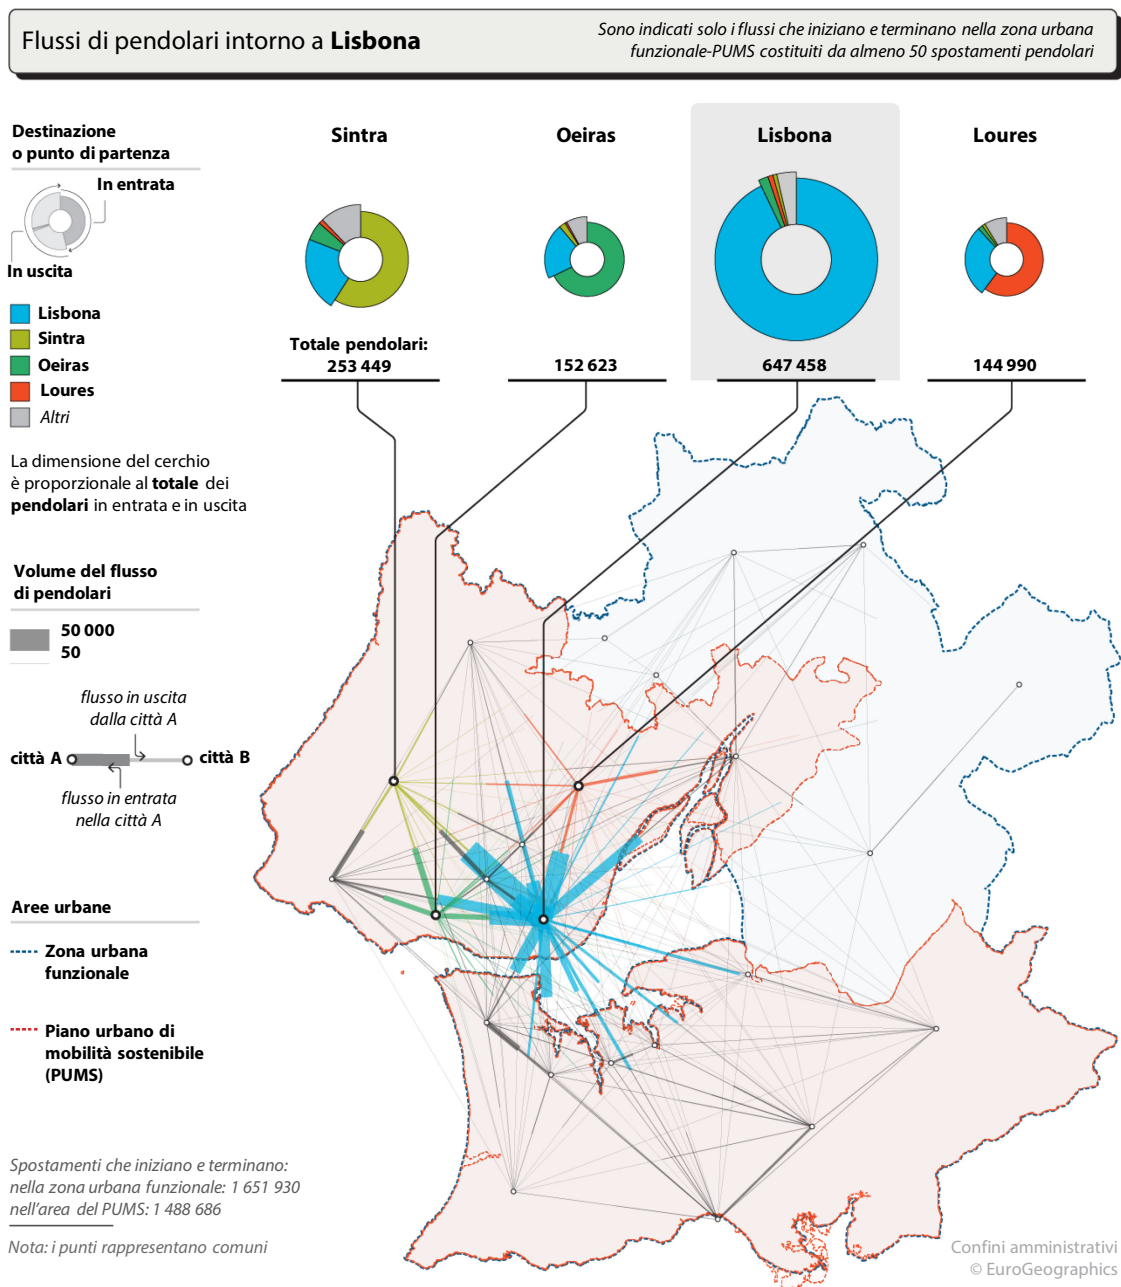 Flussi di pendolari intorno a Lisbona
Sono indicati solo i flussi che iniziano e terminano nella zona urbana
funzionale-PUMS costituiti da almeno 50 spostamenti pendolari
Destinazione
o punto di partenza
In entrata
In uscita
Lisbona
Sintra
Oeiras
Loures
Altri
La dimensione del cerchio
è proporzionale al totale dei
pendolari in entrata e in uscita
Sintra
Oeiras
Lisbona
Loures
Totale pendolari:
253 449
152 623
647 458
144 990
Volume del flusso
di pendolari
50 000
50
flusso in uscita
dalla città A
città A
città B
flusso in entrata
nella città A
Aree urbane
Zona urbana
funzionale
Piano urbano di
mobilità sostenibile
(PUMS)
Spostamenti che iniziano e terminano:
nella zona urbana funzionale: 1 651 930
nell'area del PUMS: 1 488 686
Nota: i punti rappresentano comuni
Confini amministrativi
© EuroGeographics